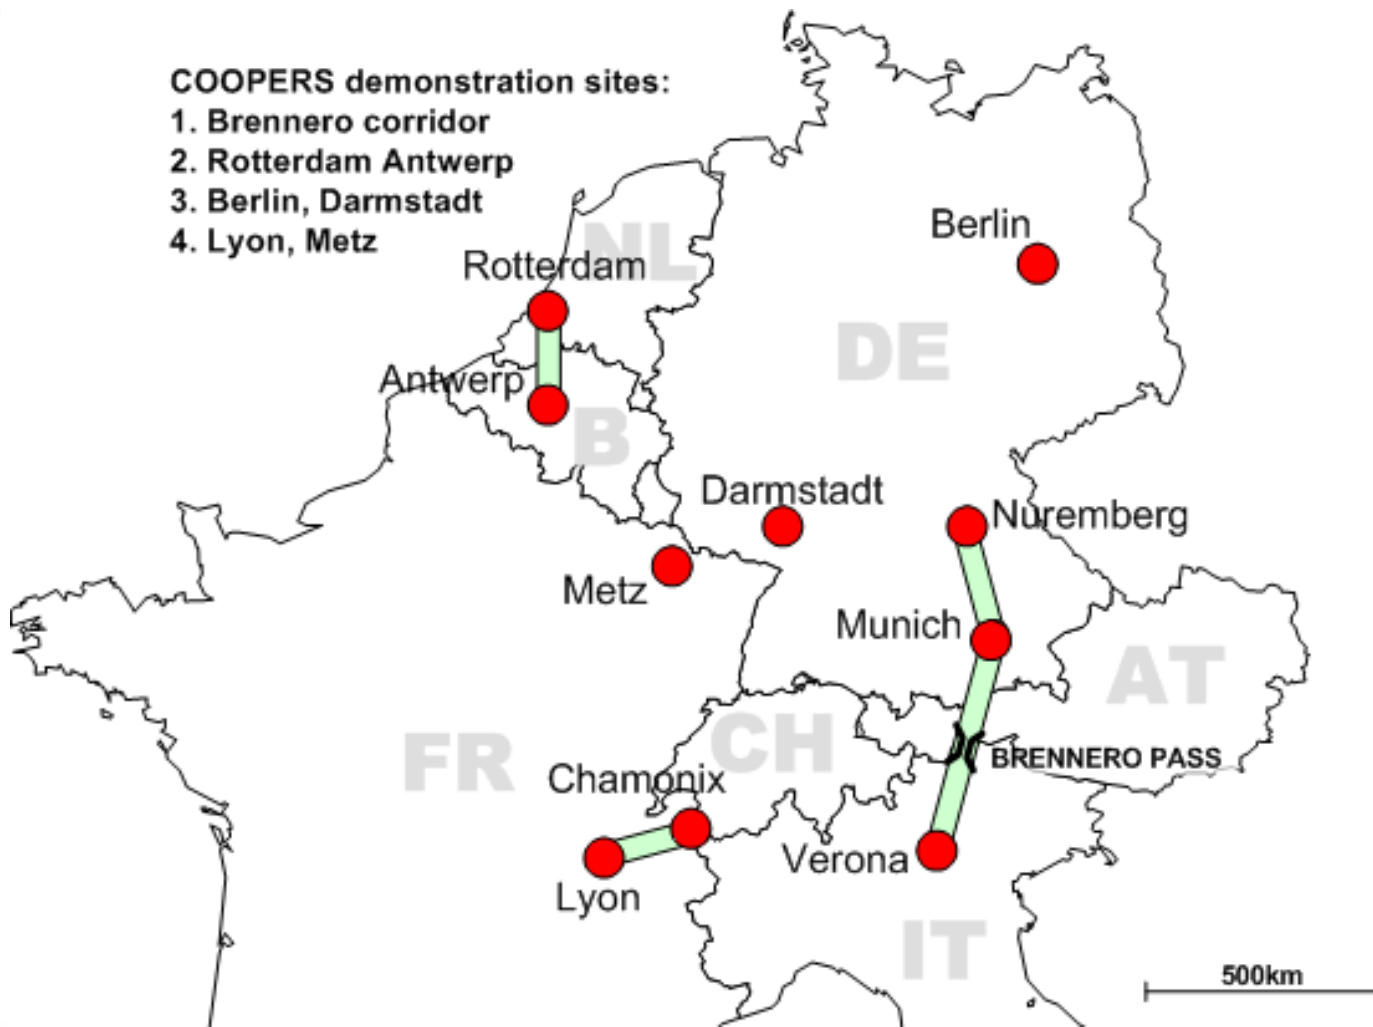 COOPERS demonstration sites:
1. Brennero corridor
2. Rotterdam Antwerp
3. Berlin, Darmstadt
4. Lyon, Metz
Berlin
NL
Rotterdam
DE
Antwerp
B
Darmstadt
Nuremberg
Metz
Munich
AT
CH
FR
BRENNERO PASS
Chamonix
Verona
Lyon
IT
500km